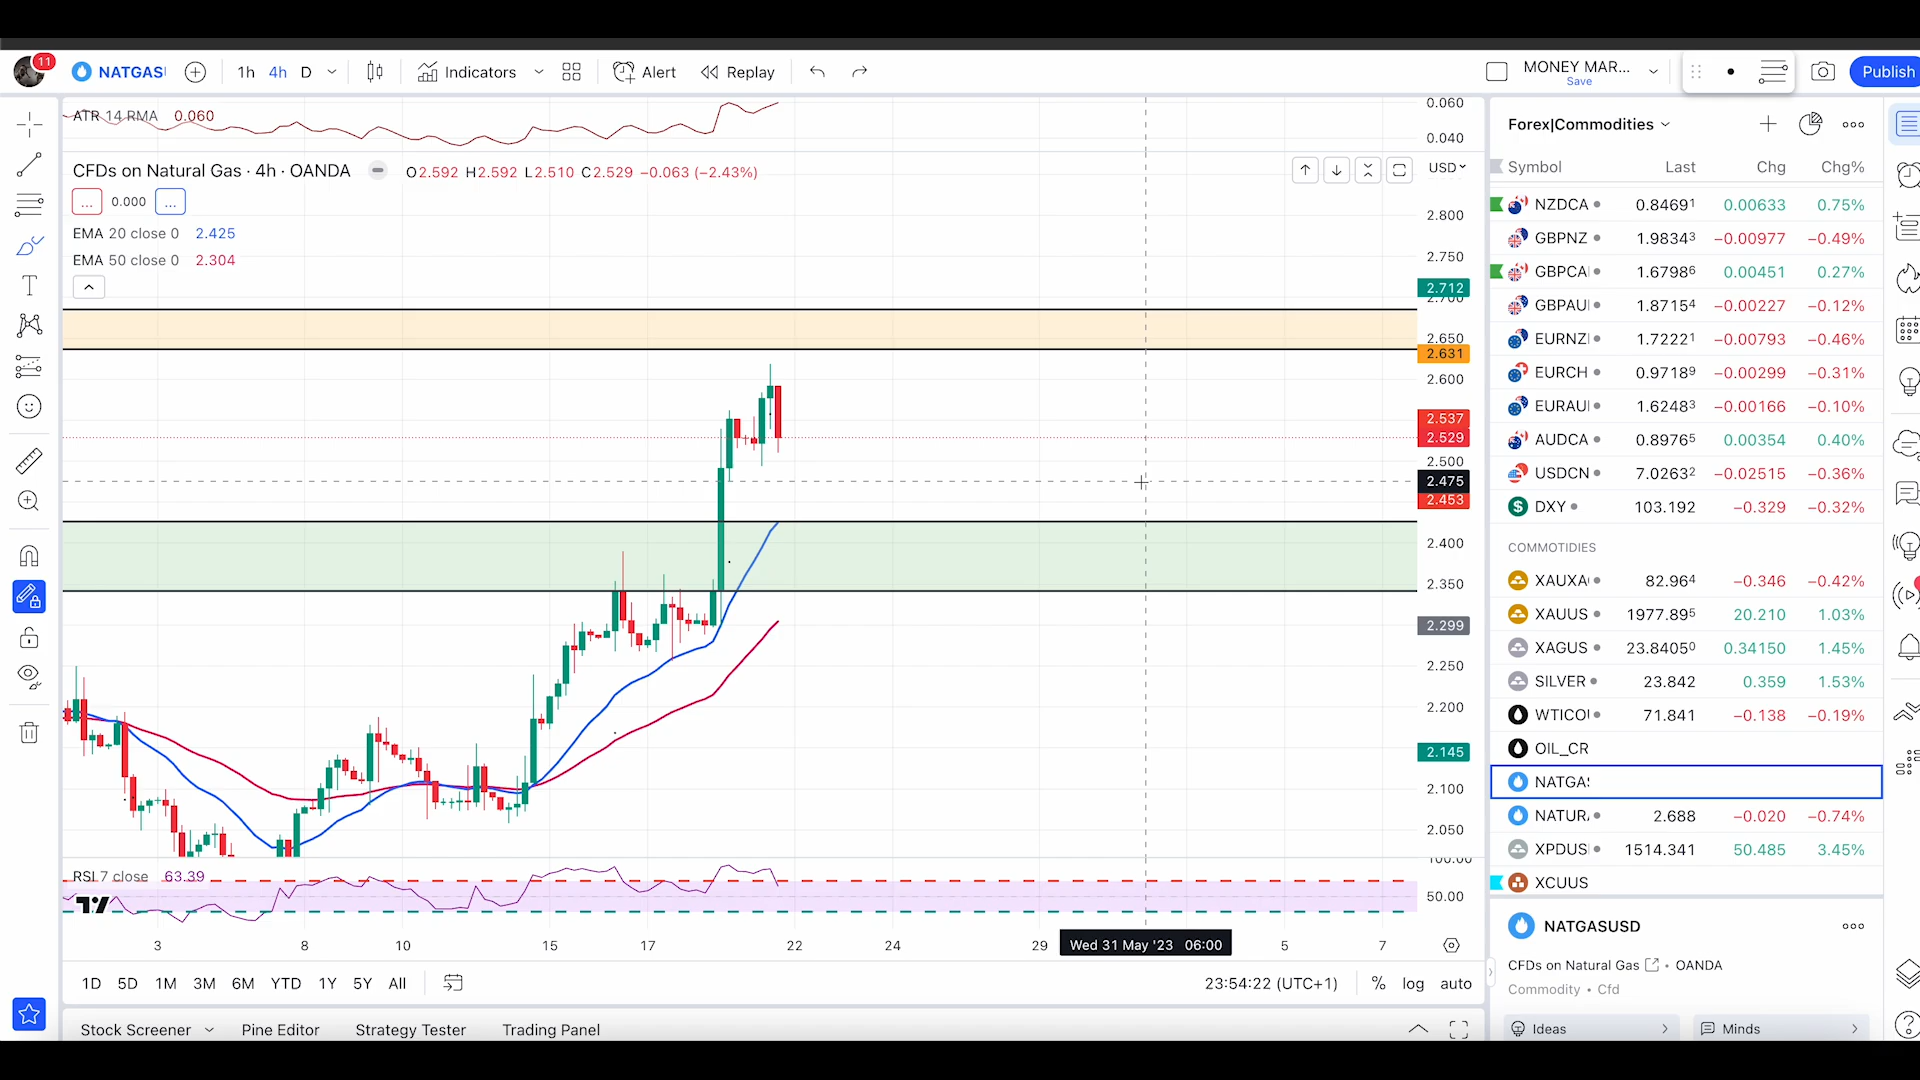 11 NATGAS 1h 4h D Indicators Alert Replay MONEY MAR... Save Publish
ATR 14 RMA 0.060
0.060
0.040
CFDs on Natural Gas · 4h · OANDA O2.592 H2.592 L2.510 C2.529 −0.063 (−2.43%)
USD
... 0.000 ...
EMA 20 close 0 2.425
EMA 50 close 0 2.304
2.800
2.750
2.712
2.700
2.650
2.631
2.600
2.537
2.529
2.500
2.475
2.453
2.400
2.350
2.299
2.250
2.200
2.145
2.100
2.050
100.00
RSI 7 close 63.39
50.00
3 8 10 15 17 22 24 29 Wed 31 May '23 06:00 5 7
1D 5D 1M 3M 6M YTD 1Y 5Y All 23:54:22 (UTC+1) % log auto
Stock Screener Pine Editor Strategy Tester Trading Panel
Forex|Commodities
Symbol Last Chg Chg%
NZDCA 0.84691 0.00633 0.75%
GBPNZ 1.98343 −0.00977 −0.49%
GBPCA 1.67986 0.00451 0.27%
GBPAU 1.87154 −0.00227 −0.12%
EURNZ 1.72221 −0.00793 −0.46%
EURCH 0.97189 −0.00299 −0.31%
EURAU 1.62483 −0.00166 −0.10%
AUDCA 0.89765 0.00354 0.40%
USDCN 7.02632 −0.02515 −0.36%
DXY 103.192 −0.329 −0.32%
COMMOTIDIES
XAUXA 82.964 −0.346 −0.42%
XAUUS 1977.895 20.210 1.03%
XAGUS 23.84050 0.34150 1.45%
SILVER 23.842 0.359 1.53%
WTICO 71.841 −0.138 −0.19%
OIL_CR
NATGAS
NATURA 2.688 −0.020 −0.74%
XPDUS 1514.341 50.485 3.45%
XCUUS
NATGASUSD
CFDs on Natural Gas • OANDA
Commodity • Cfd
Ideas Minds